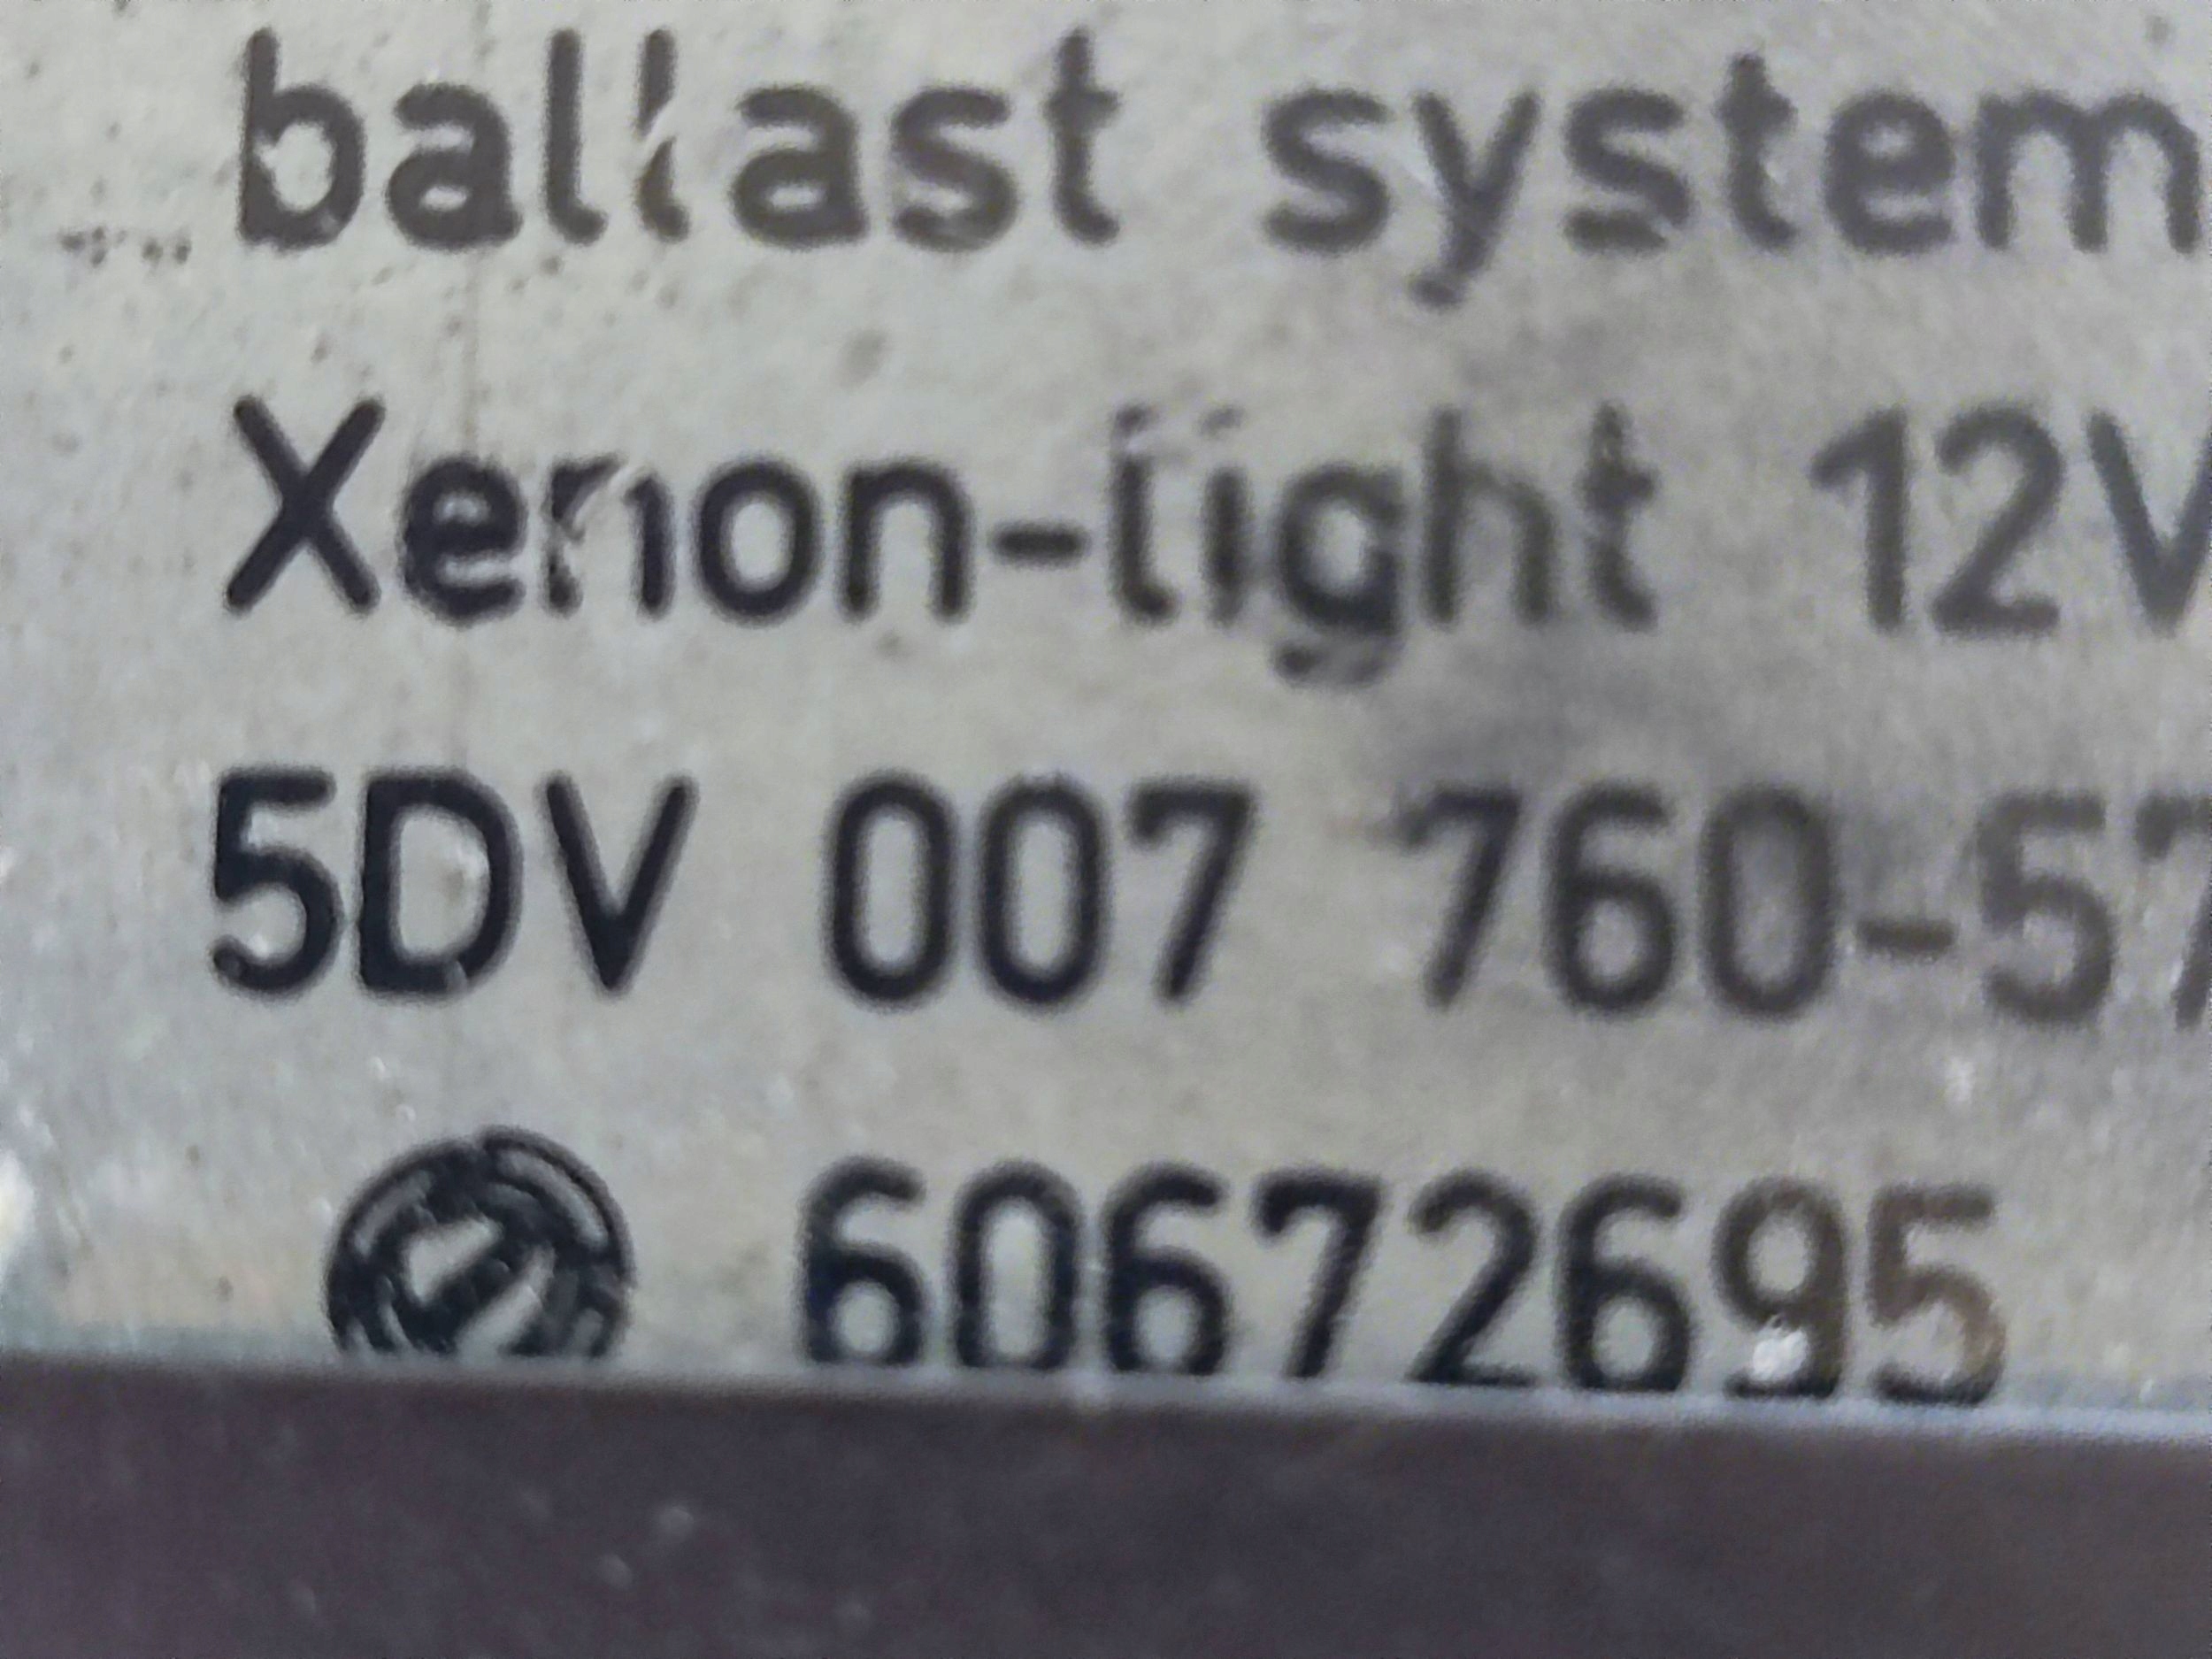 ballast system
Xenon-light 12V
5DV 007 760-57
60672695